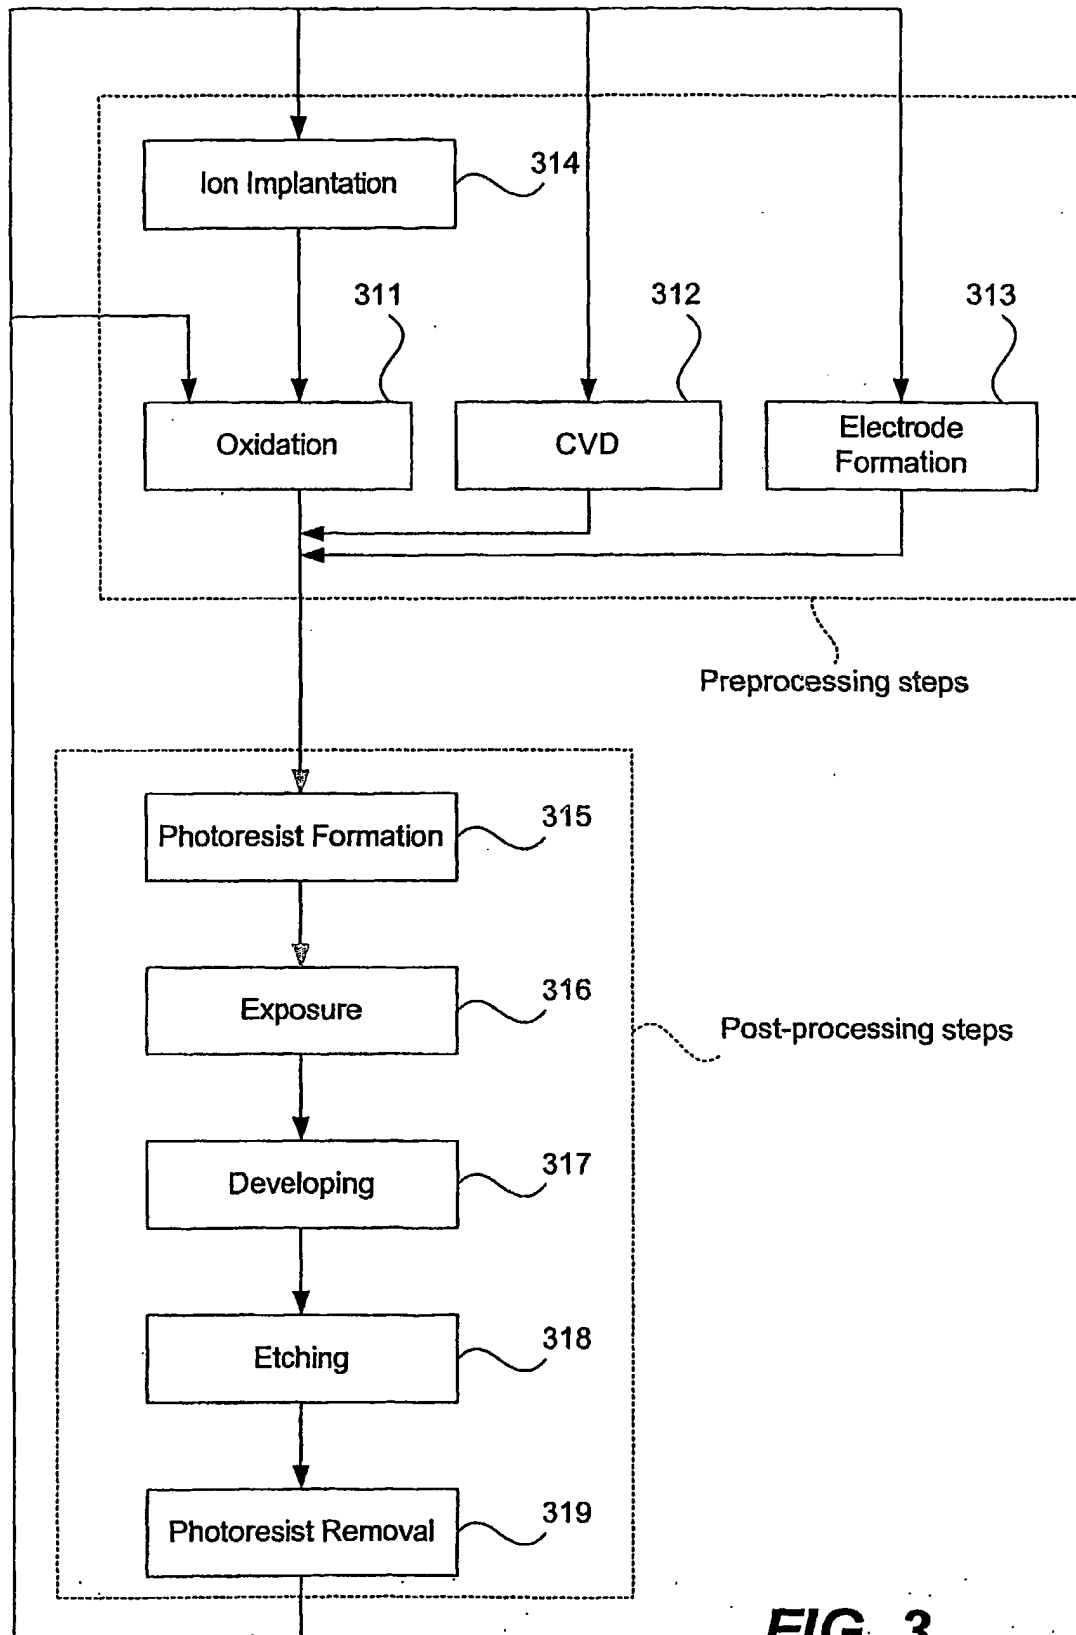 Ion Implantation
314
311
312
313
Oxidation
CVD
Electrode
Formation
Preprocessing steps
Photoresist Formation
315
Exposure
316
Post-processing steps
Developing
317
Etching
318
Photoresist Removal
319
FIG. 3